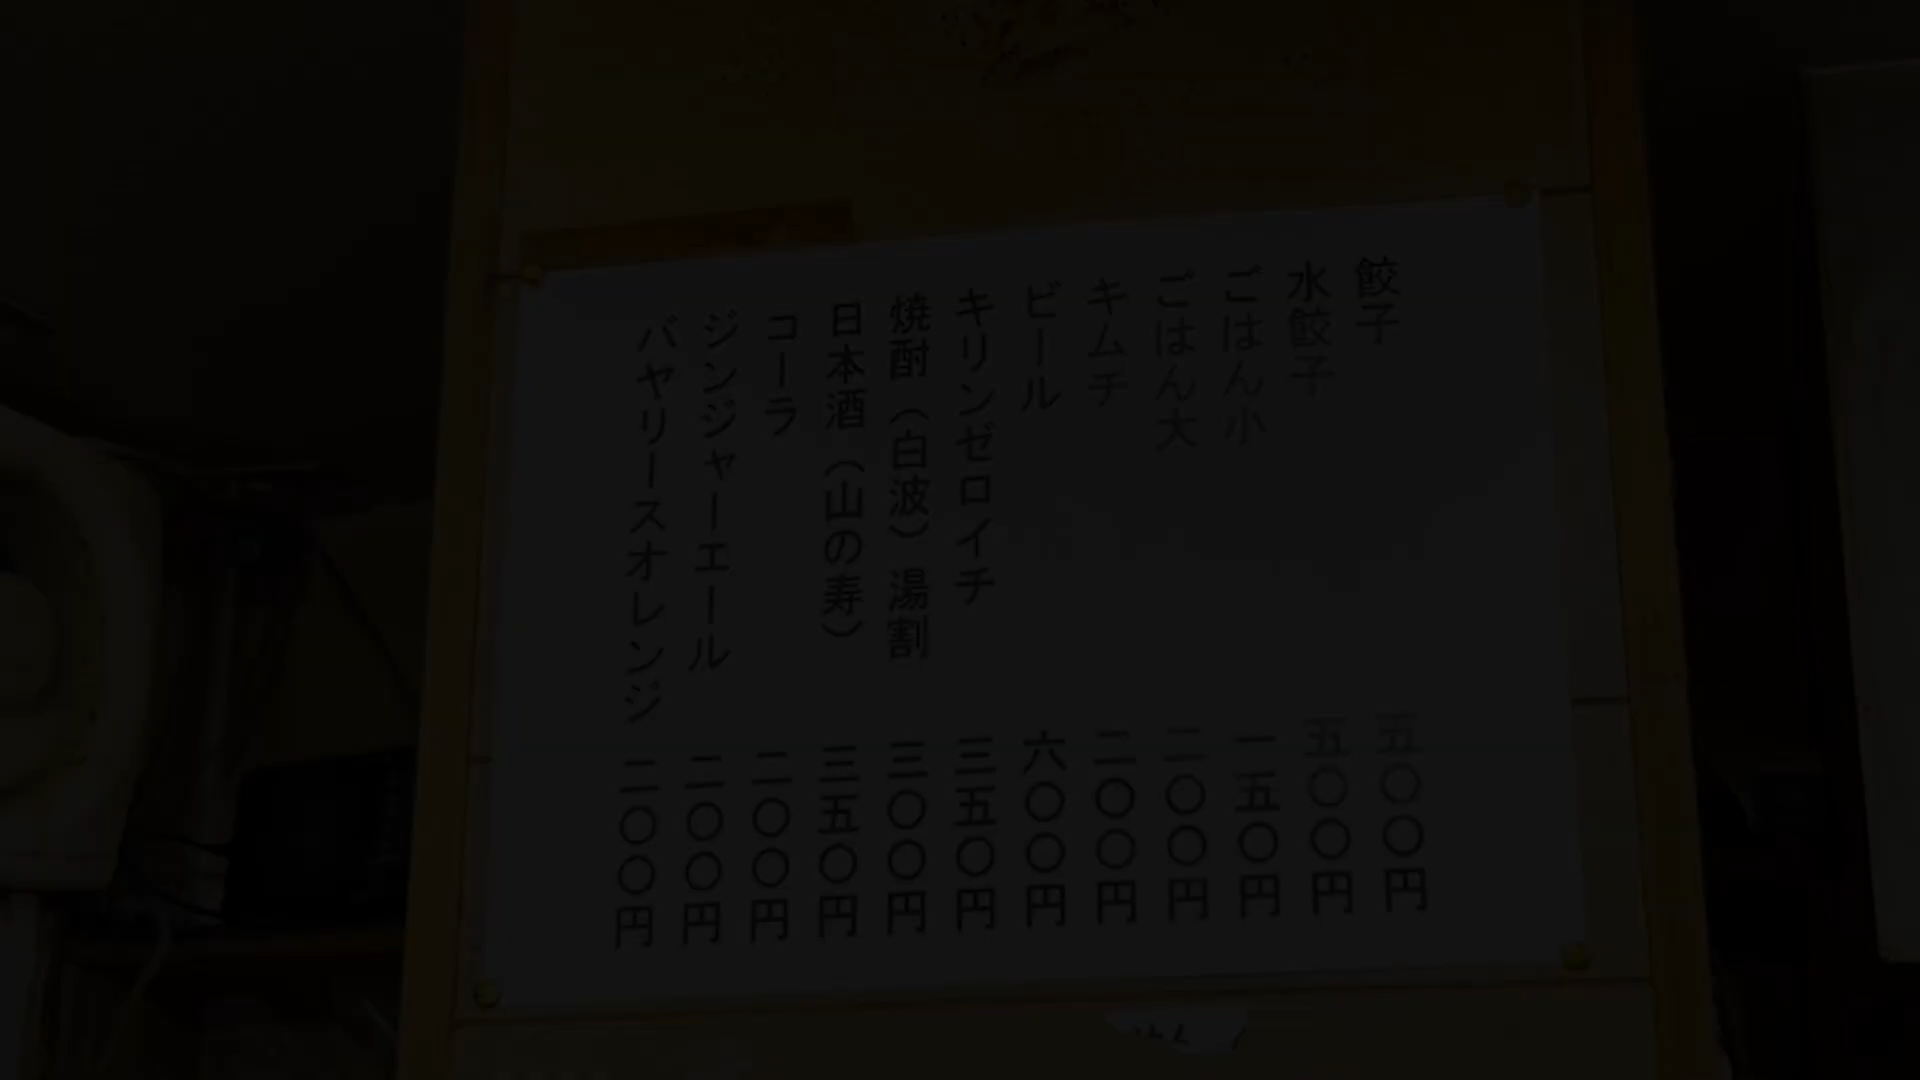 餃子 五〇〇円
水餃子 五〇〇円
ごはん小 一五〇円
ごはん大 二〇〇円
キムチ 二〇〇円
ビール 六〇〇円
キリンゼロイチ 三五〇円
焼酎（白波）湯割 三〇〇円
日本酒（山の寿） 三五〇円
コーラ 二〇〇円
ジンジャーエール 二〇〇円
バヤリースオレンジ 二〇〇円